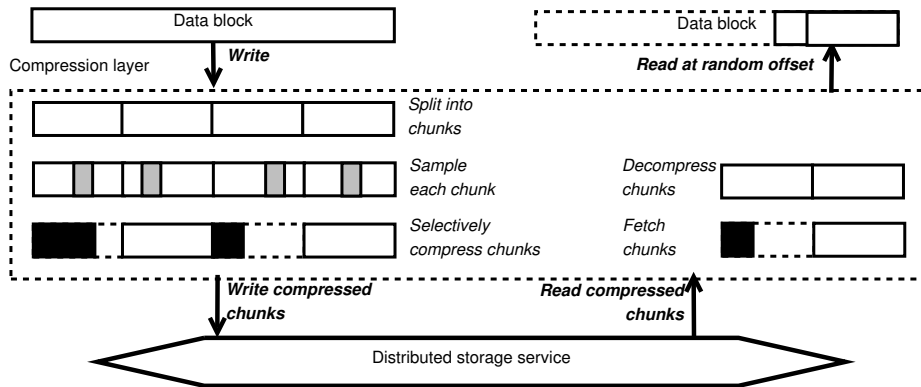 Data block
Write
Data block
Read at random offset
Compression layer
Split into
chunks
Sample
each chunk
Decompress
chunks
Selectively
compress chunks
Fetch
chunks
Write compressed
chunks
Read compressed
chunks
Distributed storage service